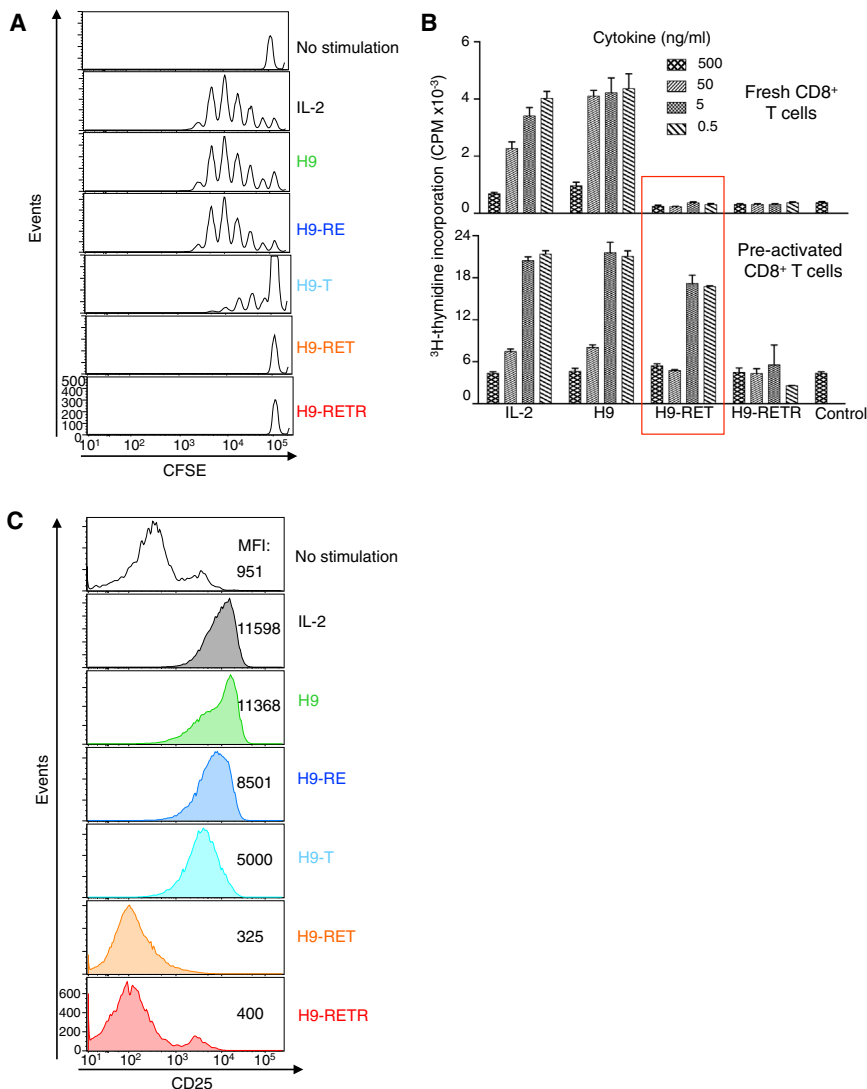 A
No stimulation
IL-2
H9
H9-RE
H9-T
H9-RET
H9-RETR
Events
500
400
300
200
100
0
10¹ 10² 10³ 10⁴ 10⁵
CFSE
B
Cytokine (ng/ml)
500
50
5
0.5
Fresh CD8⁺
T cells
6
4
2
0
³H-thymidine incorporation (CPM x10⁻³)
Pre-activated
CD8⁺ T cells
24
18
12
6
0
IL-2 H9 H9-RET H9-RETR Control
C
MFI:
951
No stimulation
11598
IL-2
11368
H9
8501
H9-RE
5000
H9-T
325
H9-RET
400
H9-RETR
Events
600
400
200
0
10¹ 10² 10³ 10⁴ 10⁵
CD25